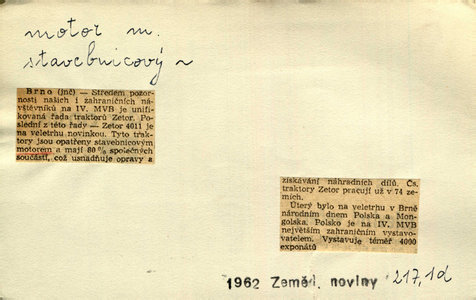 motor m.
stavebnicový ~
Brno (jnč) — Středem pozor-
nosti našich i zahraničních ná-
vštěvníků na IV. MVB je unifi-
kovaná řada traktorů Zetor. Po-
slední z této řady — Zetor 4011 je
na veletrhu novinkou. Tyto trak-
tory jsou opatřeny stavebnicovým
motorem a mají 80% společných
součástí, což usnadňuje opravy a
získávání náhradních dílů. Čs.
traktory Zetor pracují už v 74 ze-
mích.
Úterý bylo na veletrhu v Brně
národním dnem Polska a Mon-
golska. Polsko je na IV. MVB
největším zahraničním vystavo-
vatelem. Vystavuje téměř 4000
exponátů
1962 Zeměd. noviny 217,1d